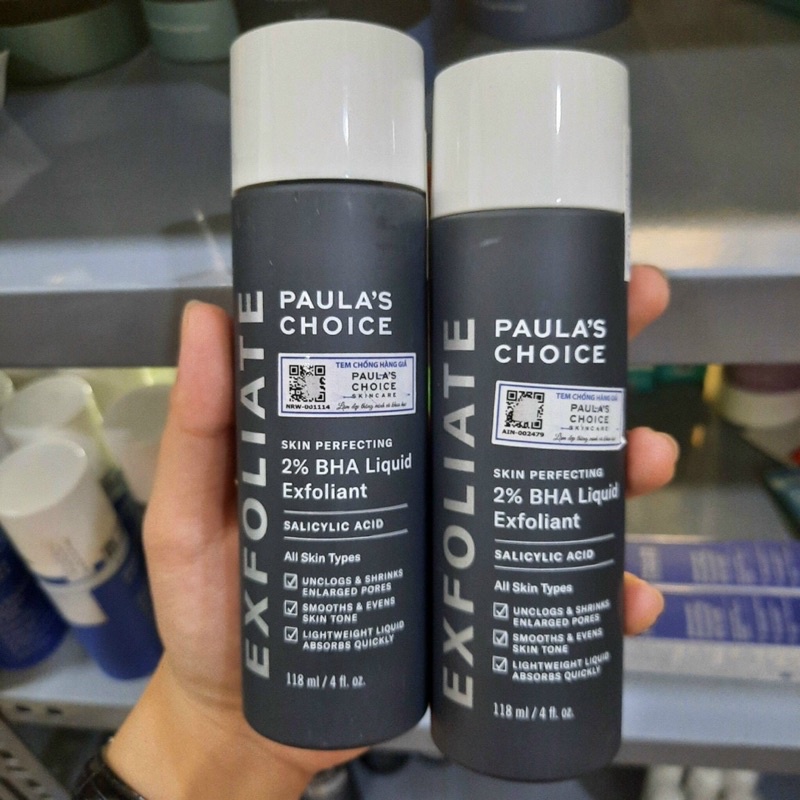 EXFOLIATE
PAULA'S
CHOICE
TEM CHỐNG HÀNG GIẢ
PAULA'S
CHOICE
SKINCARE
NRW-001114
SKIN PERFECTING
2% BHA Liquid
Exfoliant
SALICYLIC ACID
All Skin Types
UNCLOGS & SHRINKS
ENLARGED PORES
SMOOTHS & EVENS
SKIN TONE
LIGHTWEIGHT LIQUID
ABSORBS QUICKLY
118 ml / 4 fl. oz.
EXFOLIATE
PAULA'S
CHOICE
TEM CHỐNG HÀNG GIẢ
PAULA'S
CHOICE
SKINCARE
AIN-002479
SKIN PERFECTING
2% BHA Liquid
Exfoliant
SALICYLIC ACID
All Skin Types
UNCLOGS & SHRINKS
ENLARGED PORES
SMOOTHS & EVENS
SKIN TONE
LIGHTWEIGHT LIQUID
ABSORBS QUICKLY
118 ml / 4 fl. oz.